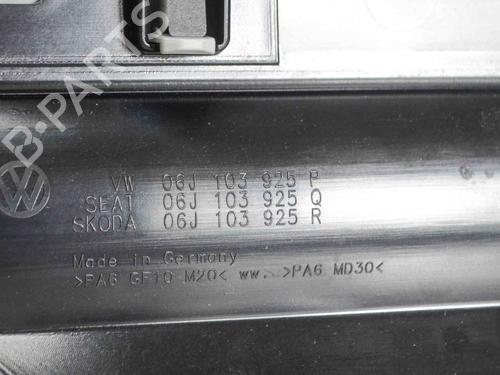 B-PARTS
VW 06J 103 925 P
SEAT 06J 103 925 Q
SKODA 06J 103 925 R
Made in Germany
>PA6 GF10 M20< ww. >PA6 MD30<